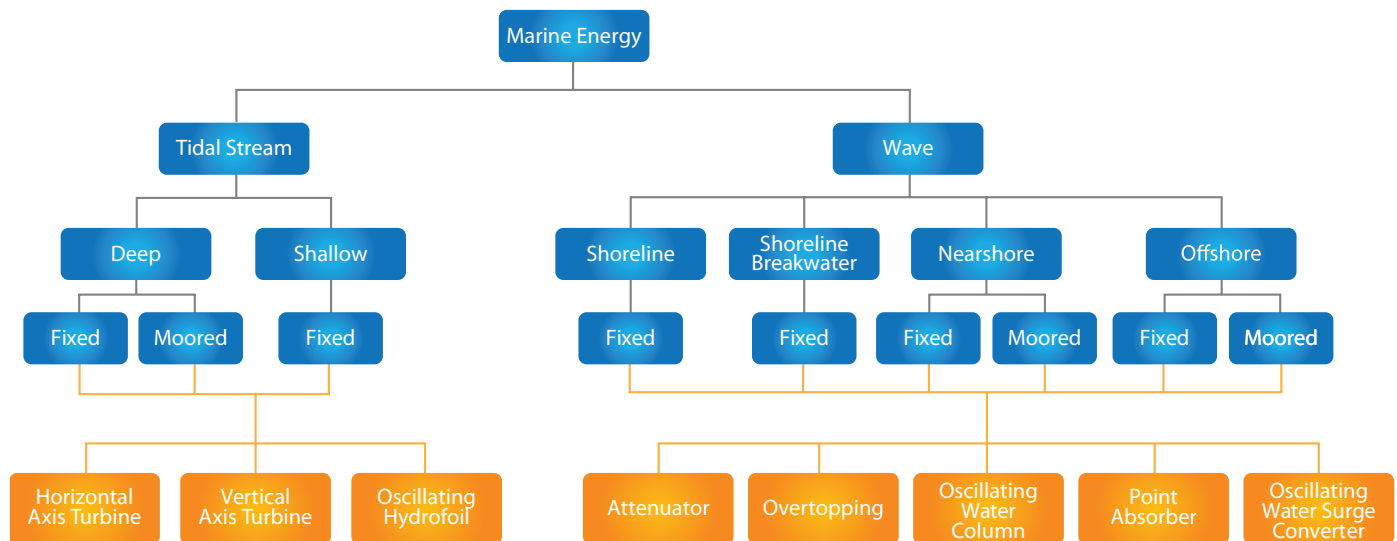 Marine Energy
Tidal Stream
Wave
Deep
Shallow
Shoreline
Shoreline
Breakwater
Nearshore
Offshore
Fixed
Moored
Fixed
Fixed
Fixed
Fixed
Moored
Fixed
Moored
Horizontal
Axis Turbine
Vertical
Axis Turbine
Oscillating
Hydrofoil
Attenuator
Overtopping
Oscillating
Water
Column
Point
Absorber
Oscillating
Water Surge
Converter